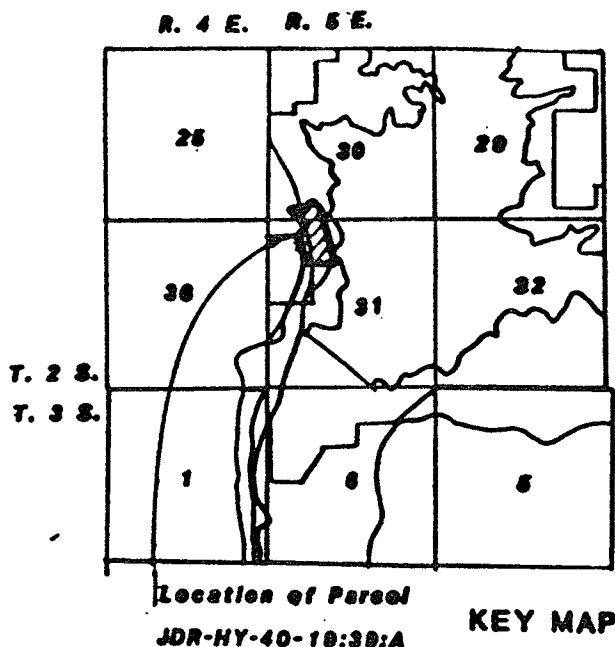 R. 4 E. R. 5 E.
25 30 29
36 31 32
T. 2 S.
T. 3 S.
1 6 5
Location of Parcel
JDR-HY-40-19:39:A
KEY MAP